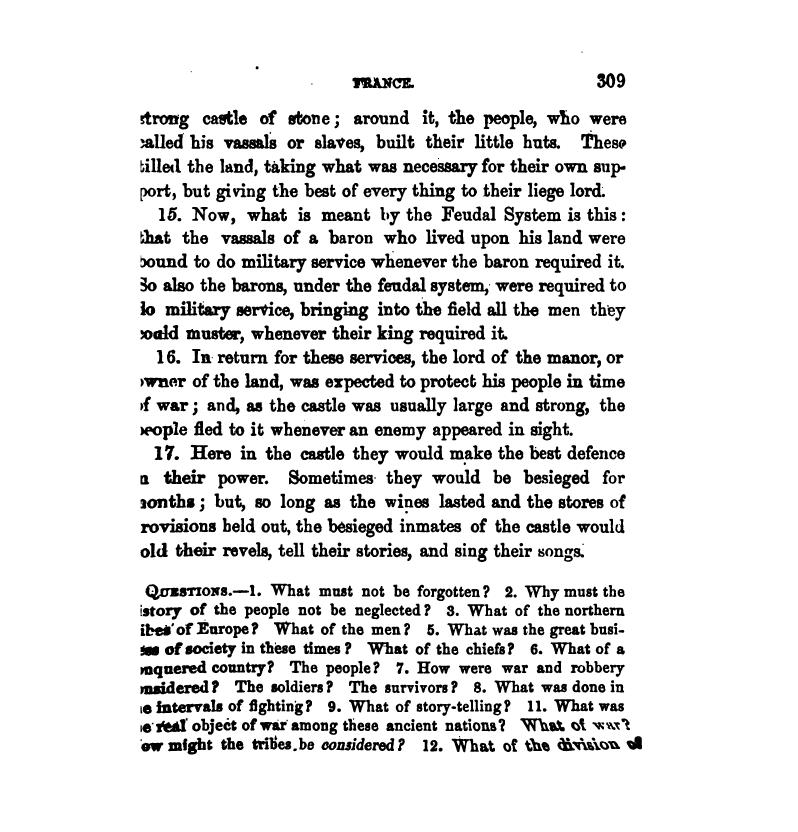 FRANCE. 309
strong castle of stone; around it, the people, who were
called his vassals or slaves, built their little huts. These
tilled the land, taking what was necessary for their own sup-
port, but giving the best of every thing to their liege lord.
15. Now, what is meant by the Feudal System is this:
that the vassals of a baron who lived upon his land were
bound to do military service whenever the baron required it.
So also the barons, under the feudal system, were required to
do military service, bringing into the field all the men they
could muster, whenever their king required it.
16. In return for these services, the lord of the manor, or
owner of the land, was expected to protect his people in time
of war; and, as the castle was usually large and strong, the
people fled to it whenever an enemy appeared in sight.
17. Here in the castle they would make the best defence
n their power. Sometimes they would be besieged for
months; but, so long as the wines lasted and the stores of
rovisions held out, the besieged inmates of the castle would
old their revels, tell their stories, and sing their songs.
QUESTIONS.—1. What must not be forgotten? 2. Why must the
istory of the people not be neglected? 3. What of the northern
ibes of Europe? What of the men? 5. What was the great busi-
ess of society in these times? What of the chiefs? 6. What of a
onquered country? The people? 7. How were war and robbery
onsidered? The soldiers? The survivors? 8. What was done in
e intervals of fighting? 9. What of story-telling? 11. What was
e real object of war among these ancient nations? What of war?
ow might the tribes be considered? 12. What of the division of